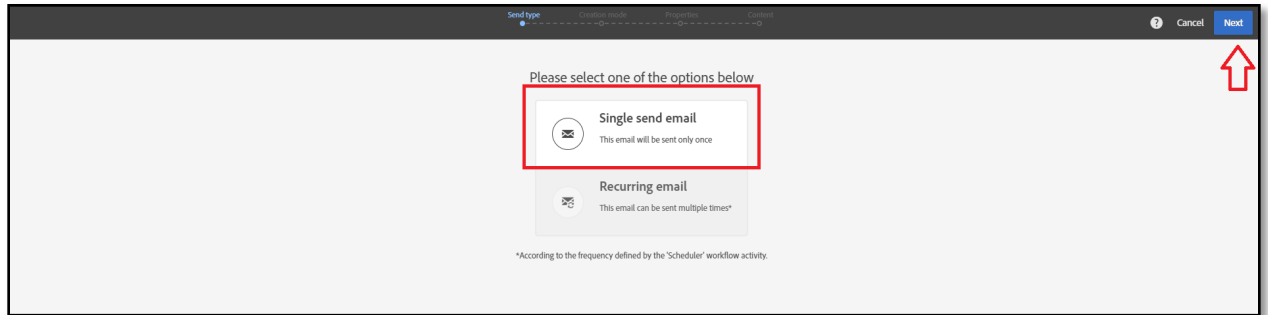 Send type Creation mode Properties Content
? Cancel Next
Please select one of the options below
Single send email
This email will be sent only once
Recurring email
This email can be sent multiple times*
*According to the frequency defined by the 'Scheduler' workflow activity.